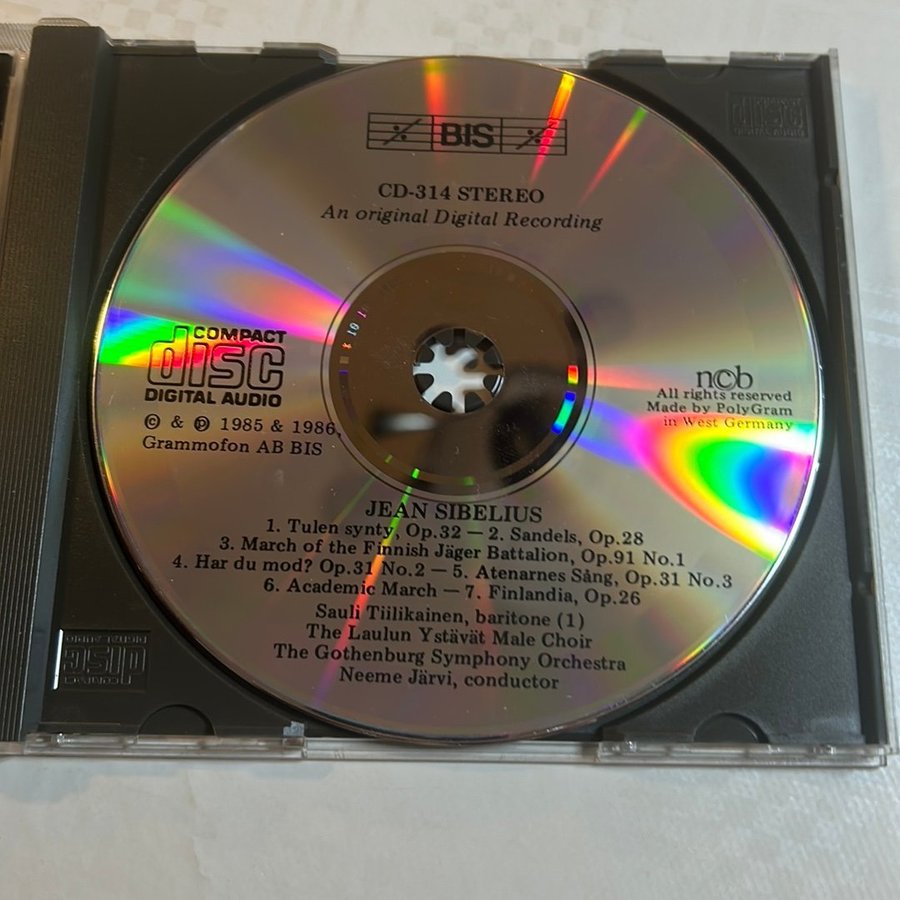 BIS
CD-314 STEREO
An original Digital Recording
COMPACT
disc
DIGITAL AUDIO
© & ℗ 1985 & 1986,
Grammofon AB BIS
n©b
All rights reserved
Made by PolyGram
in West Germany
JEAN SIBELIUS
1. Tulen synty, Op.32 — 2. Sandels, Op.28
3. March of the Finnish Jäger Battalion, Op.91 No.1
4. Har du mod? Op.31 No.2 — 5. Atenarnes Sång, Op.31 No.3
6. Academic March — 7. Finlandia, Op.26
Sauli Tiilikainen, baritone (1)
The Laulun Ystävät Male Choir
The Gothenburg Symphony Orchestra
Neeme Järvi, conductor